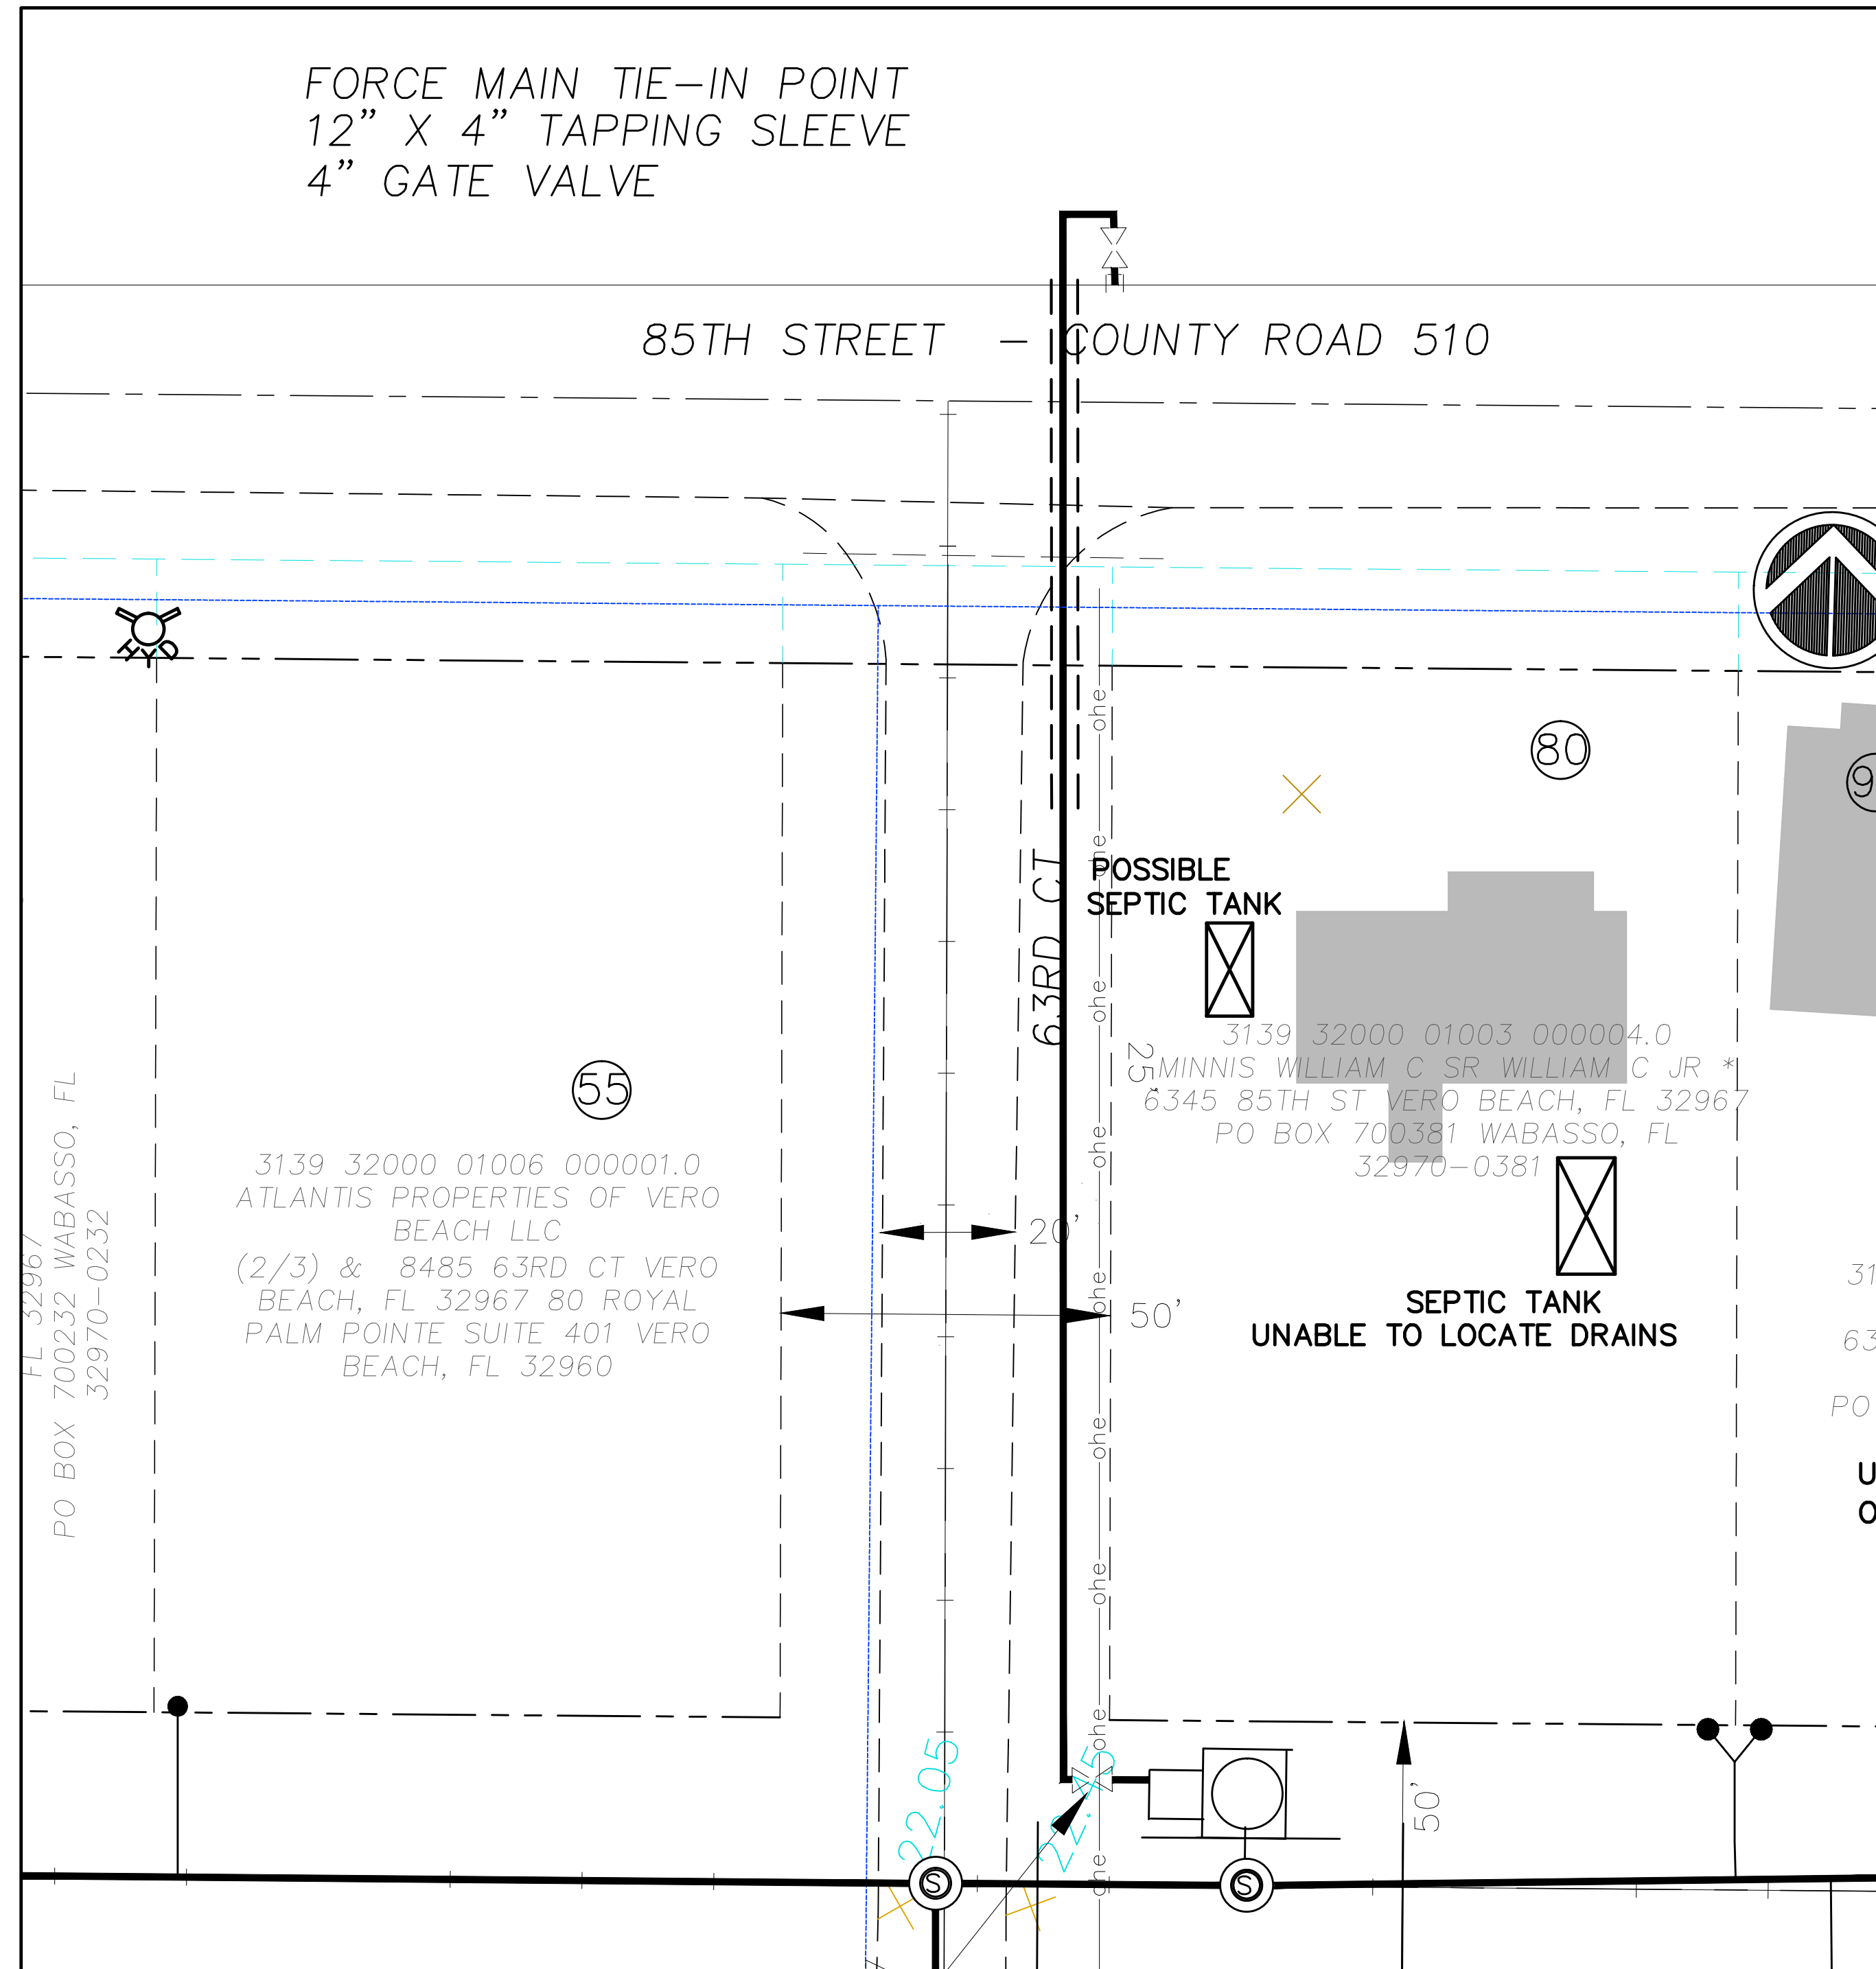 FORCE MAIN TIE-IN POINT
12" X 4" TAPPING SLEEVE
4" GATE VALVE
85TH STREET - COUNTY ROAD 510
HYD
80
9
ohe
ohe
ohe
ohe
ohe
ohe
ohe
ohe
ohe
63RD CT
POSSIBLE
SEPTIC TANK
25'
3139 32000 01003 000004.0
MINNIS WILLIAM C SR WILLIAM C JR *
6345 85TH ST VERO BEACH, FL 32967
PO BOX 700381 WABASSO, FL
32970-0381
55
3139 32000 01006 000001.0
ATLANTIS PROPERTIES OF VERO
BEACH LLC
(2/3) & 8485 63RD CT VERO
BEACH, FL 32967 80 ROYAL
PALM POINTE SUITE 401 VERO
BEACH, FL 32960
FL 32967
PO BOX 700232 WABASSO, FL
32970-0232
20'
50'
SEPTIC TANK
UNABLE TO LOCATE DRAINS
31
63
PO
U
O
22.05
22.45
50'
S
S